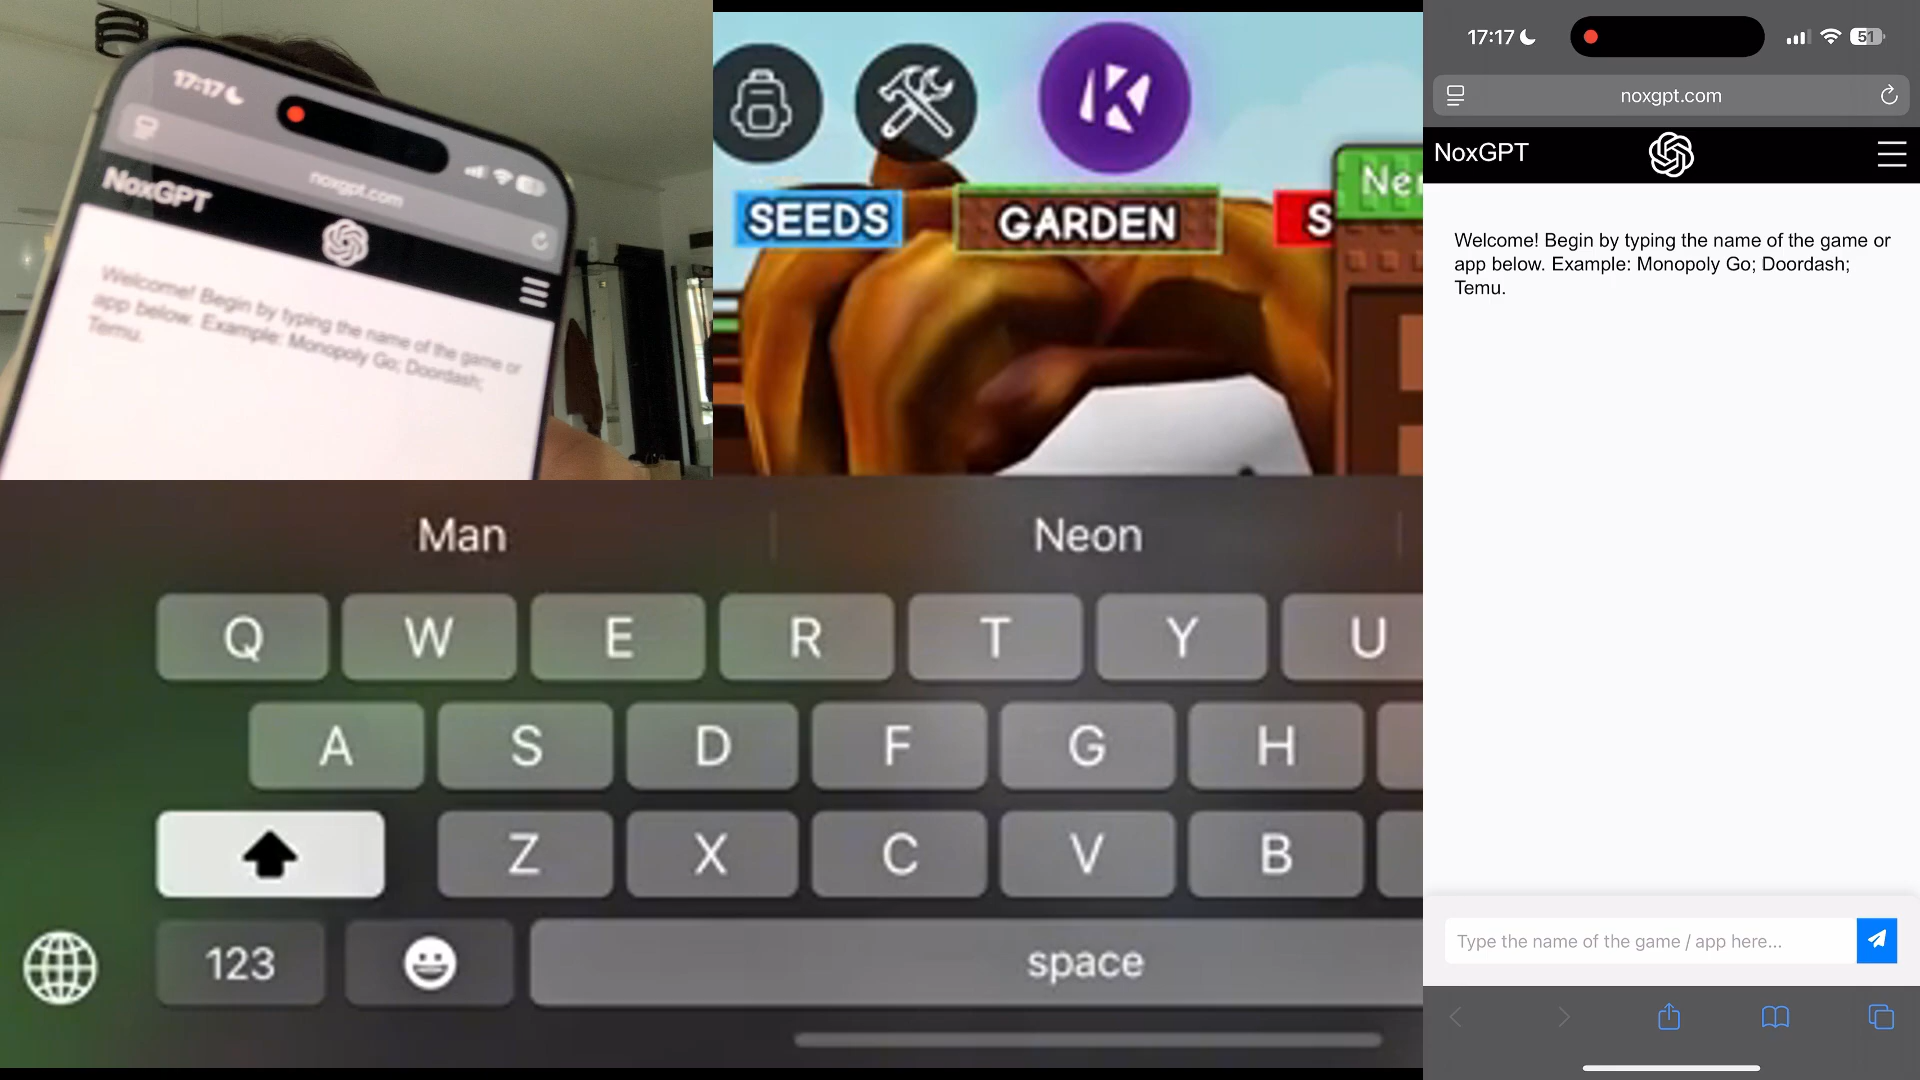 17:17
noxgpt.com
NoxGPT
Welcome! Begin by typing the name of the game or
app below. Example: Monopoly Go; Doordash;
Temu.
SEEDS
GARDEN
S
Ne
Man
Neon
Q W E R T Y U
A S D F G H
Z X C V B
123
space
17:17
51
noxgpt.com
NoxGPT
Welcome! Begin by typing the name of the game or
app below. Example: Monopoly Go; Doordash;
Temu.
Type the name of the game / app here...